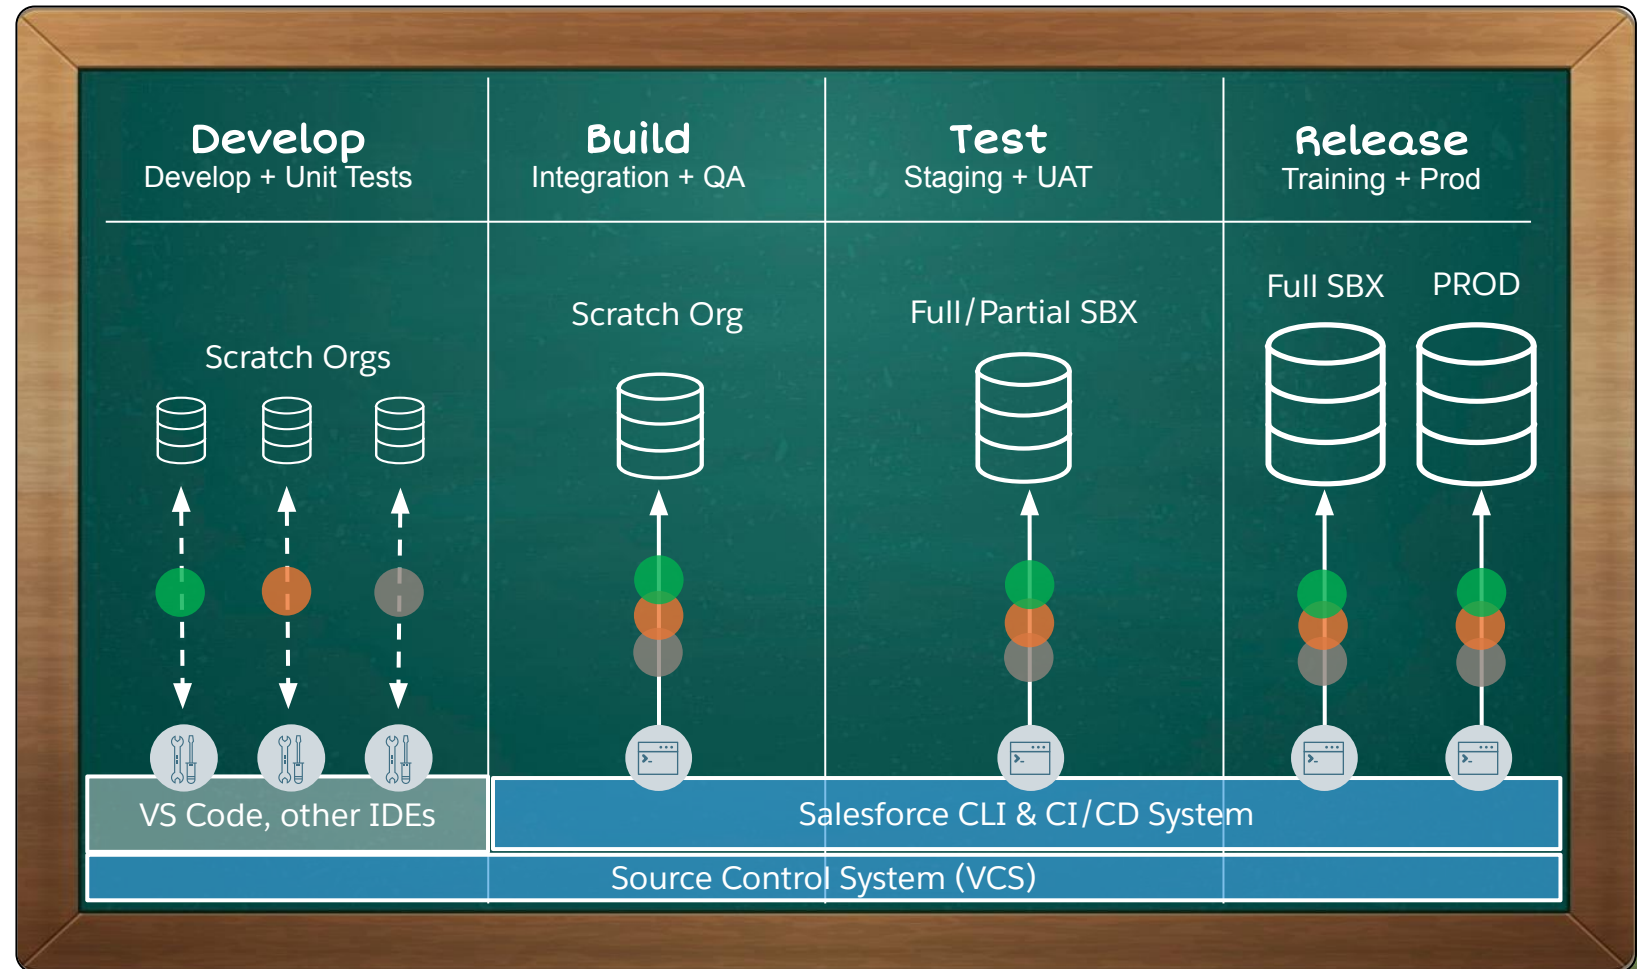 Develop
Develop + Unit Tests
Build
Integration + QA
Test
Staging + UAT
Release
Training + Prod
Scratch Orgs
Scratch Org
Full/Partial SBX
Full SBX
PROD
VS Code, other IDEs
Salesforce CLI & CI/CD System
Source Control System (VCS)